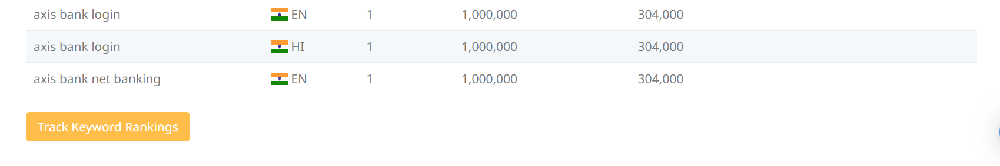 axis bank login EN 1 1,000,000 304,000
axis bank login HI 1 1,000,000 304,000
axis bank net banking EN 1 1,000,000 304,000
Track Keyword Rankings